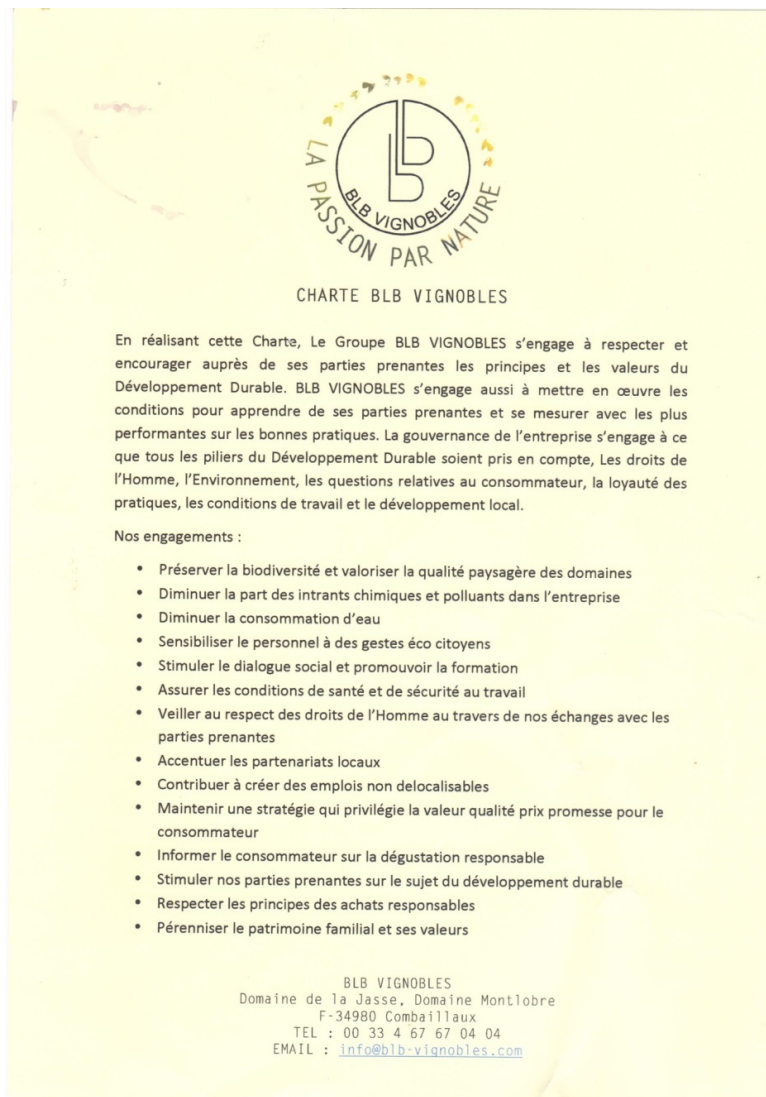 BLB VIGNOBLES
LA PASSION PAR NATURE
CHARTE BLB VIGNOBLES
En réalisant cette Charte, Le Groupe BLB VIGNOBLES s'engage à respecter et
encourager auprès de ses parties prenantes les principes et les valeurs du
Développement Durable. BLB VIGNOBLES s'engage aussi à mettre en œuvre les
conditions pour apprendre de ses parties prenantes et se mesurer avec les plus
performantes sur les bonnes pratiques. La gouvernance de l'entreprise s'engage à ce
que tous les piliers du Développement Durable soient pris en compte, Les droits de
l'Homme, l'Environnement, les questions relatives au consommateur, la loyauté des
pratiques, les conditions de travail et le développement local.
Nos engagements :
• Préserver la biodiversité et valoriser la qualité paysagère des domaines
• Diminuer la part des intrants chimiques et polluants dans l'entreprise
• Diminuer la consommation d'eau
• Sensibiliser le personnel à des gestes éco citoyens
• Stimuler le dialogue social et promouvoir la formation
• Assurer les conditions de santé et de sécurité au travail
• Veiller au respect des droits de l'Homme au travers de nos échanges avec les
parties prenantes
• Accentuer les partenariats locaux
• Contribuer à créer des emplois non delocalisables
• Maintenir une stratégie qui privilégie la valeur qualité prix promesse pour le
consommateur
• Informer le consommateur sur la dégustation responsable
• Stimuler nos parties prenantes sur le sujet du développement durable
• Respecter les principes des achats responsables
• Pérenniser le patrimoine familial et ses valeurs
BLB VIGNOBLES
Domaine de la Jasse, Domaine Montlobre
F-34980 Combaillaux
TEL : 00 33 4 67 67 04 04
EMAIL : info@blb-vignobles.com